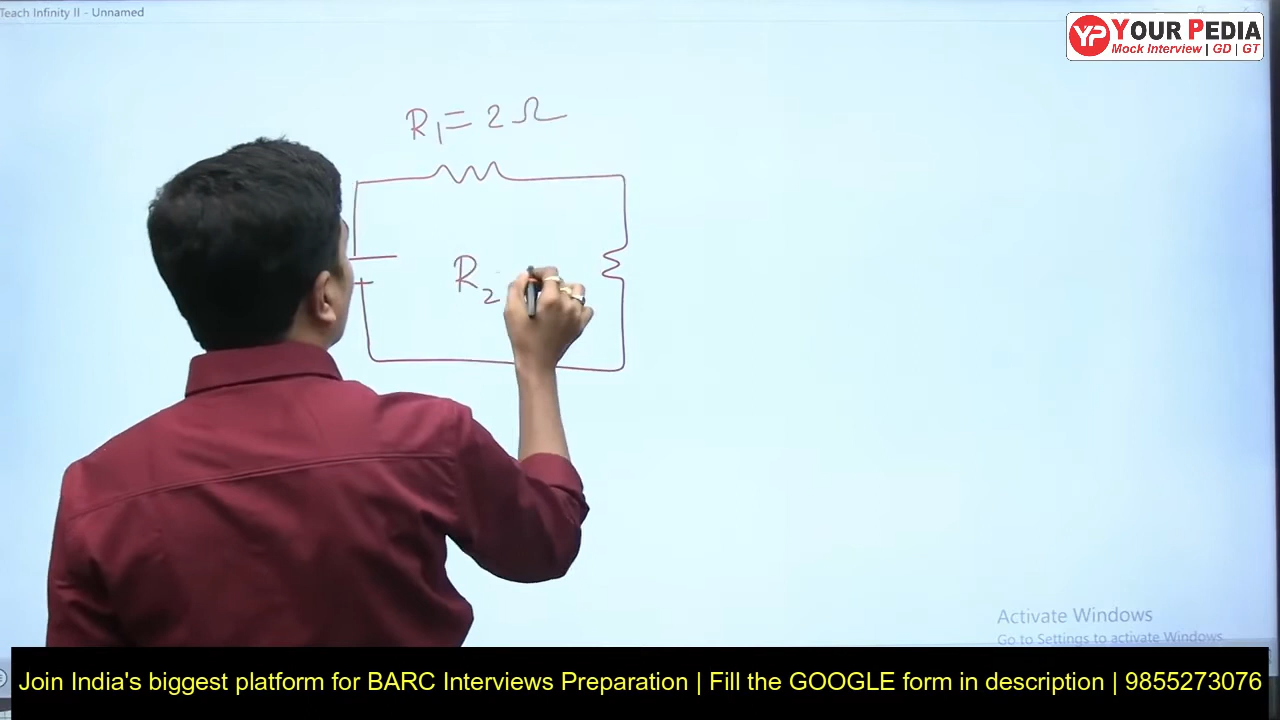 Teach Infinity II - Unnamed
YP YOUR PEDIA
Mock Interview | GD | GT
R1 = 2 Ω
R2
Activate Windows
Go to Settings to activate Windows.
Join India's biggest platform for BARC Interviews Preparation | Fill the GOOGLE form in description | 9855273076